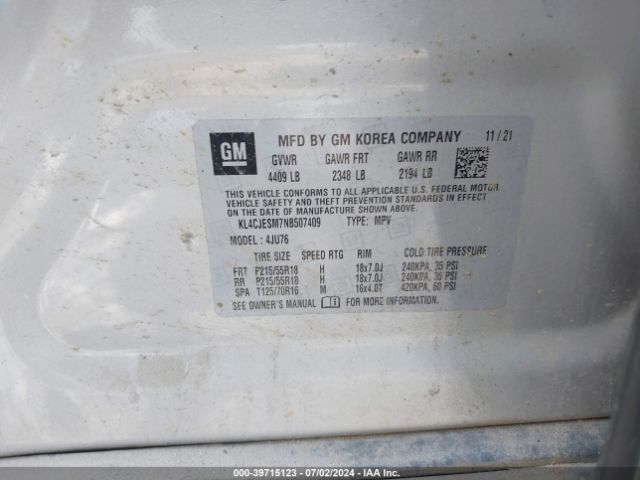 GM MFD BY GM KOREA COMPANY 11/21
GVWR GAWR FRT GAWR RR
4409 LB 2348 LB 2194 LB
THIS VEHICLE CONFORMS TO ALL APPLICABLE U.S. FEDERAL MOTOR
VEHICLE SAFETY AND THEFT PREVENTION STANDARDS IN EFFECT
ON THE DATE OF MANUFACTURE SHOWN ABOVE.
KL4CJESM7NB507409 TYPE: MPV
MODEL: 4JU76
TIRE SIZE SPEED RTG RIM COLD TIRE PRESSURE
FRT P215/55R18 H 18x7.0J 240KPA, 35 PSI
RR P215/55R18 H 18x7.0J 240KPA, 35 PSI
SPA T125/70R16 M 16x4.0T 420KPA, 60 PSI
SEE OWNER'S MANUAL FOR MORE INFORMATION.
000-39715123 - 07/02/2024 - IAA Inc.